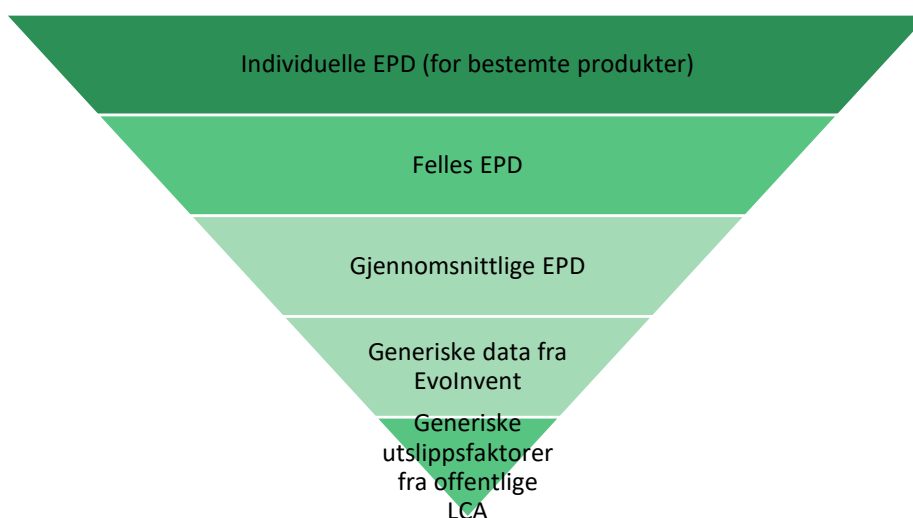 Individuelle EPD (for bestemte produkter)
Felles EPD
Gjennomsnittlige EPD
Generiske data fra
EvoInvent
Generiske
utslippsfaktorer
fra offentlige
LCA